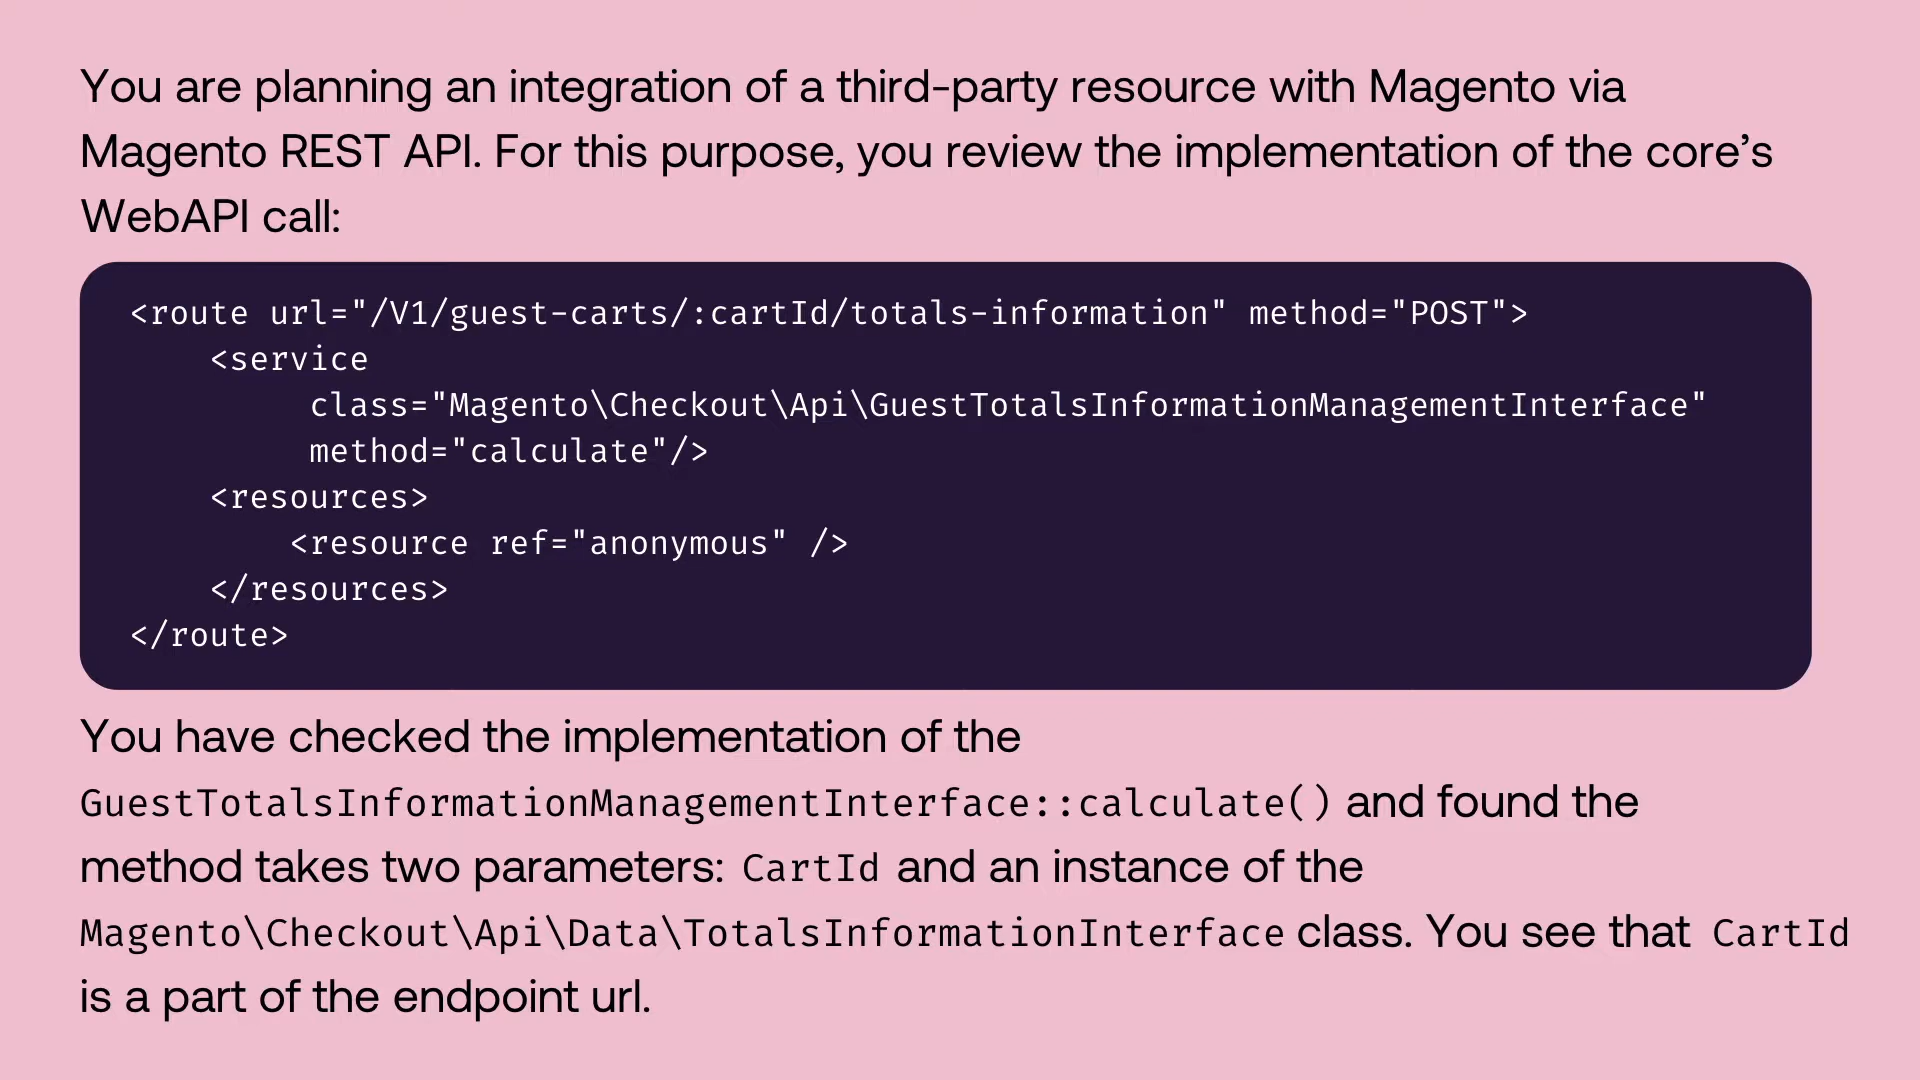 You are planning an integration of a third-party resource with Magento via
Magento REST API. For this purpose, you review the implementation of the core’s
WebAPI call:
<route url="/V1/guest-carts/:cartId/totals-information" method="POST">
<service
class="Magento\Checkout\Api\GuestTotalsInformationManagementInterface"
method="calculate"/>
<resources>
<resource ref="anonymous" />
</resources>
</route>
You have checked the implementation of the
GuestTotalsInformationManagementInterface::calculate() and found the
method takes two parameters: CartId and an instance of the
Magento\Checkout\Api\Data\TotalsInformationInterface class. You see that CartId
is a part of the endpoint url.